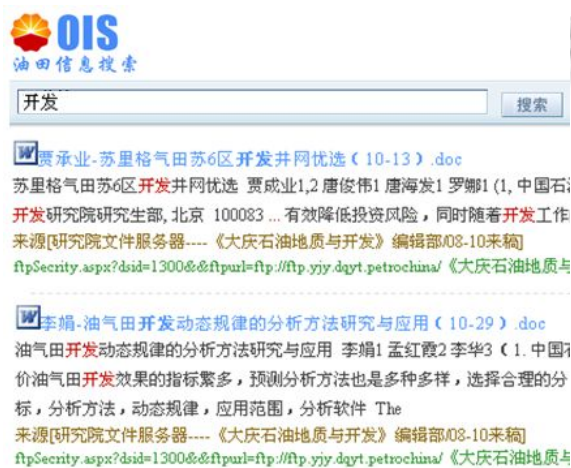 OIS
油田信息搜索
开发
搜索
贾承业-苏里格气田苏6区开发井网优选(10-13).doc
苏里格气田苏6区开发井网优选 贾成业1,2 唐俊伟1 唐海发1 罗娜1 (1, 中国石
开发研究院研究生部, 北京 100083 ... 有效降低投资风险，同时随着开发工作
来源[研究院文件服务器----《大庆石油地质与开发》编辑部/08-10来稿]
ftpSecrity.aspx?dsid=1300&&ftpurl=ftp://ftp.yjy.dqyt.petrochina/《大庆石油地质与
李娟-油气田开发动态规律的分析方法研究与应用(10-29).doc
油气田开发动态规律的分析方法研究与应用 李娟1 孟红霞2 李华3 (1. 中国石
价油气田开发效果的指标繁多，预测分析方法也是多种多样，选择合理的分
标，分析方法，动态规律，应用范围，分析软件 The
来源[研究院文件服务器----《大庆石油地质与开发》编辑部/08-10来稿]
ftpSecrity.aspx?dsid=1300&&ftpurl=ftp://ftp.yjy.dqyt.petrochina/《大庆石油地质与